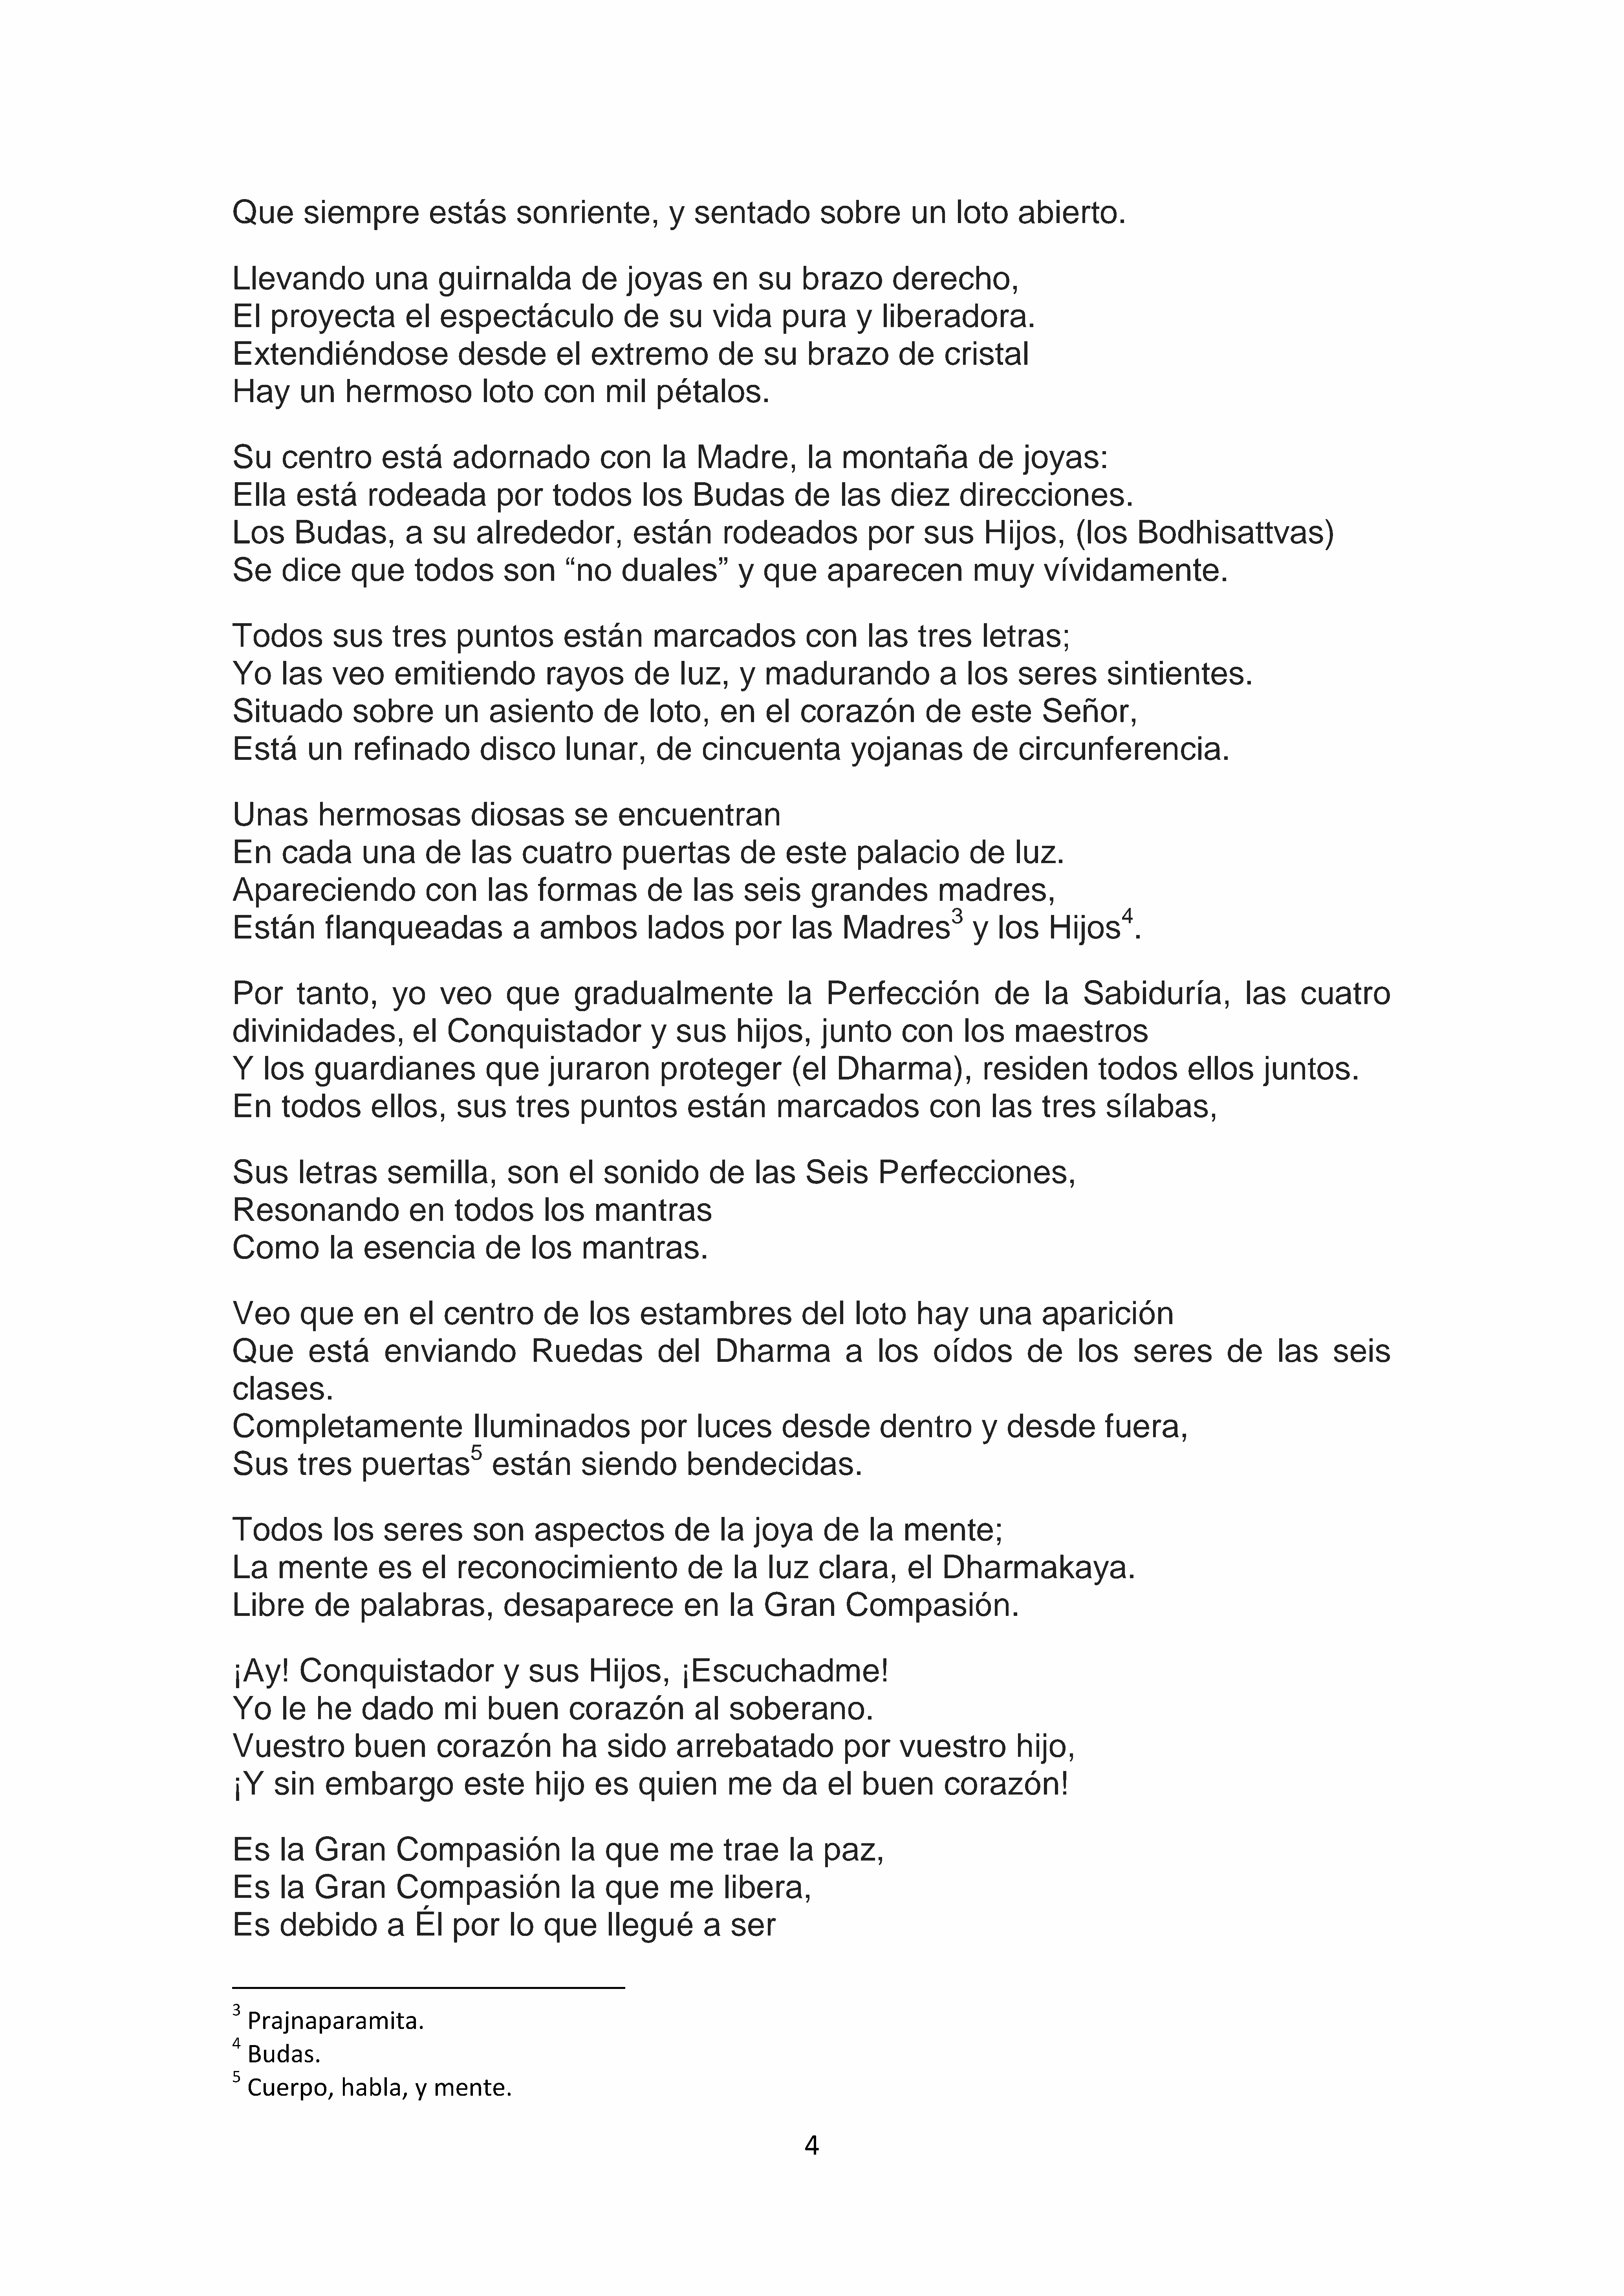 Que siempre estás sonriente, y sentado sobre un loto abierto.
Llevando una guirnalda de joyas en su brazo derecho,
El proyecta el espectáculo de su vida pura y liberadora.
Extendiéndose desde el extremo de su brazo de cristal
Hay un hermoso loto con mil pétalos.
Su centro está adornado con la Madre, la montaña de joyas:
Ella está rodeada por todos los Budas de las diez direcciones.
Los Budas, a su alrededor, están rodeados por sus Hijos, (los Bodhisattvas)
Se dice que todos son “no duales” y que aparecen muy vívidamente.
Todos sus tres puntos están marcados con las tres letras;
Yo las veo emitiendo rayos de luz, y madurando a los seres sintientes.
Situado sobre un asiento de loto, en el corazón de este Señor,
Está un refinado disco lunar, de cincuenta yojanas de circunferencia.
Unas hermosas diosas se encuentran
En cada una de las cuatro puertas de este palacio de luz.
Apareciendo con las formas de las seis grandes madres,
Están flanqueadas a ambos lados por las Madres³ y los Hijos⁴.
Por tanto, yo veo que gradualmente la Perfección de la Sabiduría, las cuatro
divinidades, el Conquistador y sus hijos, junto con los maestros
Y los guardianes que juraron proteger (el Dharma), residen todos ellos juntos.
En todos ellos, sus tres puntos están marcados con las tres sílabas,
Sus letras semilla, son el sonido de las Seis Perfecciones,
Resonando en todos los mantras
Como la esencia de los mantras.
Veo que en el centro de los estambres del loto hay una aparición
Que está enviando Ruedas del Dharma a los oídos de los seres de las seis
clases.
Completamente Iluminados por luces desde dentro y desde fuera,
Sus tres puertas⁵ están siendo bendecidas.
Todos los seres son aspectos de la joya de la mente;
La mente es el reconocimiento de la luz clara, el Dharmakaya.
Libre de palabras, desaparece en la Gran Compasión.
¡Ay! Conquistador y sus Hijos, ¡Escuchadme!
Yo le he dado mi buen corazón al soberano.
Vuestro buen corazón ha sido arrebatado por vuestro hijo,
¡Y sin embargo este hijo es quien me da el buen corazón!
Es la Gran Compasión la que me trae la paz,
Es la Gran Compasión la que me libera,
Es debido a Él por lo que llegué a ser
³ Prajnaparamita.
⁴ Budas.
⁵ Cuerpo, habla, y mente.
4